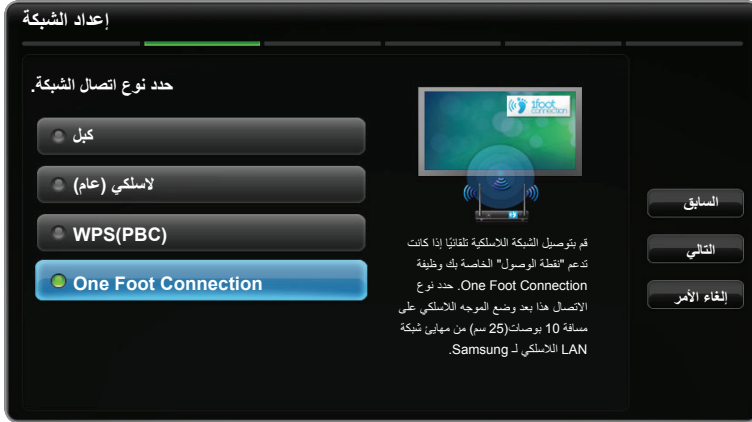 إعداد الشبكة
حدد نوع اتصال الشبكة.
كبل
لاسلكي (عام)
WPS(PBC)
One Foot Connection
1foot
connection
قم بتوصيل الشبكة اللاسلكية تلقائيًا إذا كانت
تدعم "نقطة الوصول" الخاصة بك وظيفة
One Foot Connection. حدد نوع
الاتصال هذا بعد وضع الموجه اللاسلكي على
مسافة 10 بوصات(25 سم) من مهايئ شبكة
LAN اللاسلكي لـ Samsung.
السابق
التالي
إلغاء الأمر